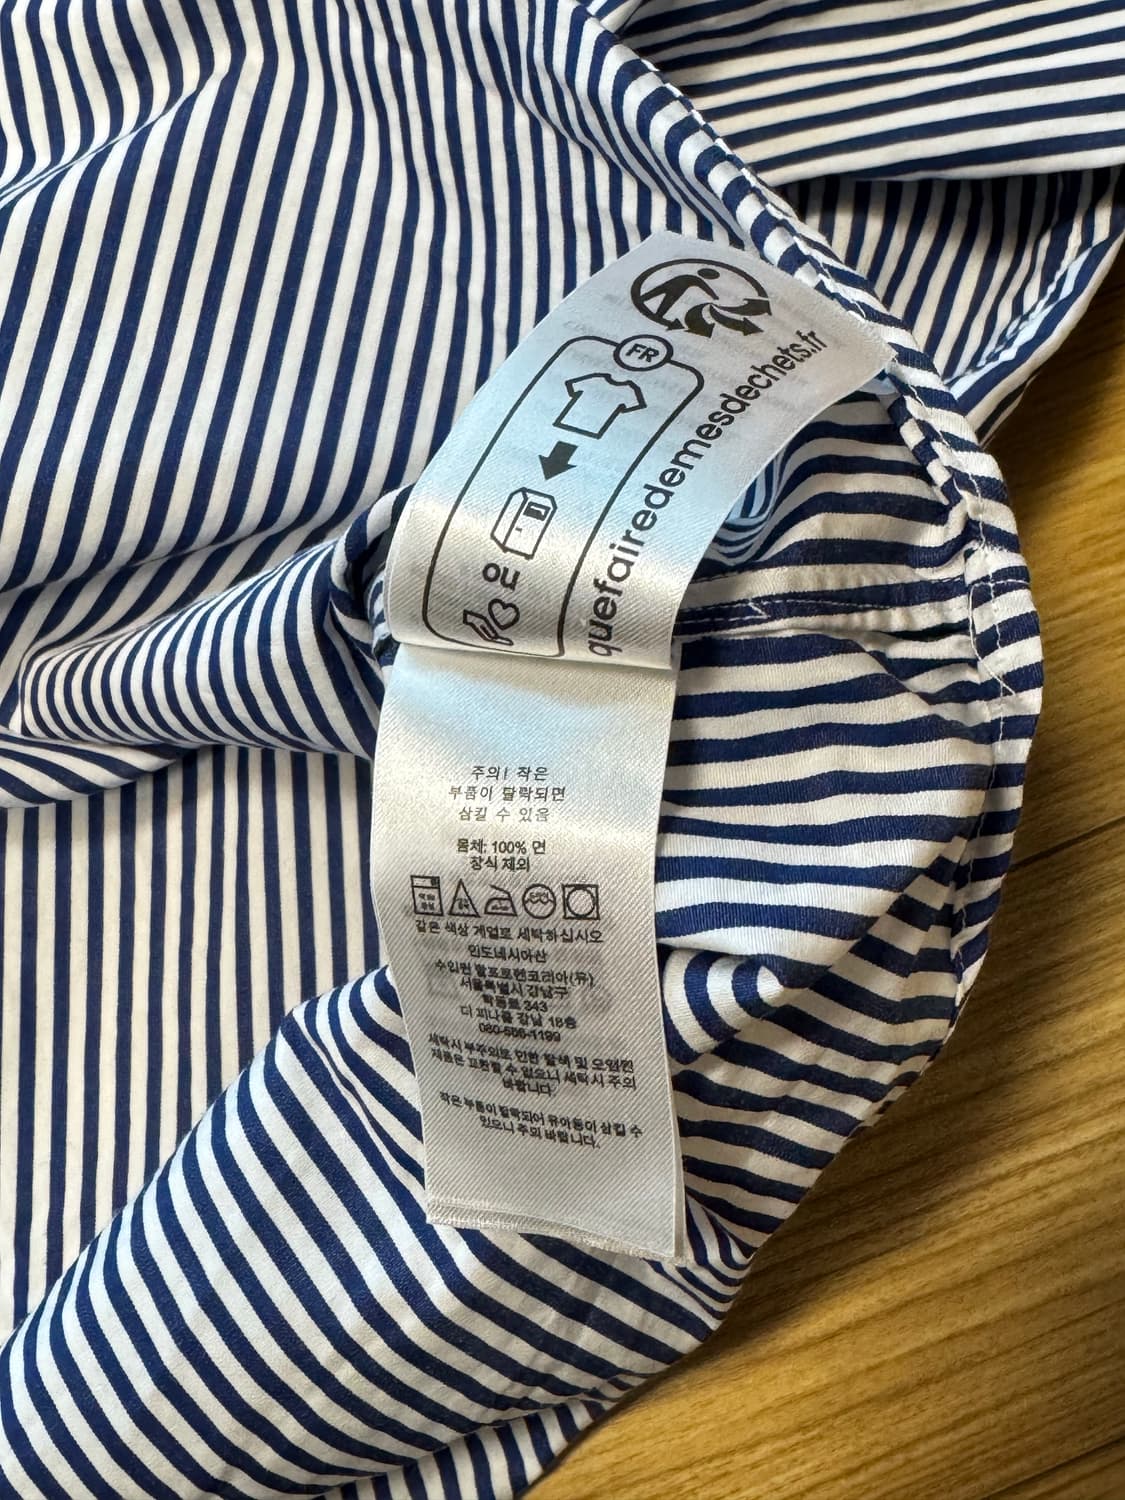 FR
quefairedemesdechets.fr
주의! 작은
부품이 탈락되면
삼킬 수 있음
몸체: 100% 면
장식 제외
같은 색상 계열로 세탁하십시오
인도네시아산
수입원 랄프로렌코리아(유)
서울특별시 강남구
학동로 343
더 피나클 강남 18층
080-566-1199
세탁시 부주의로 인한 탈색 및 오염된
제품은 교환할 수 없으니 세탁시 주의
바랍니다.
작은 부품이 탈락되어 유아동이 삼킬 수
있으니 주의 바랍니다.